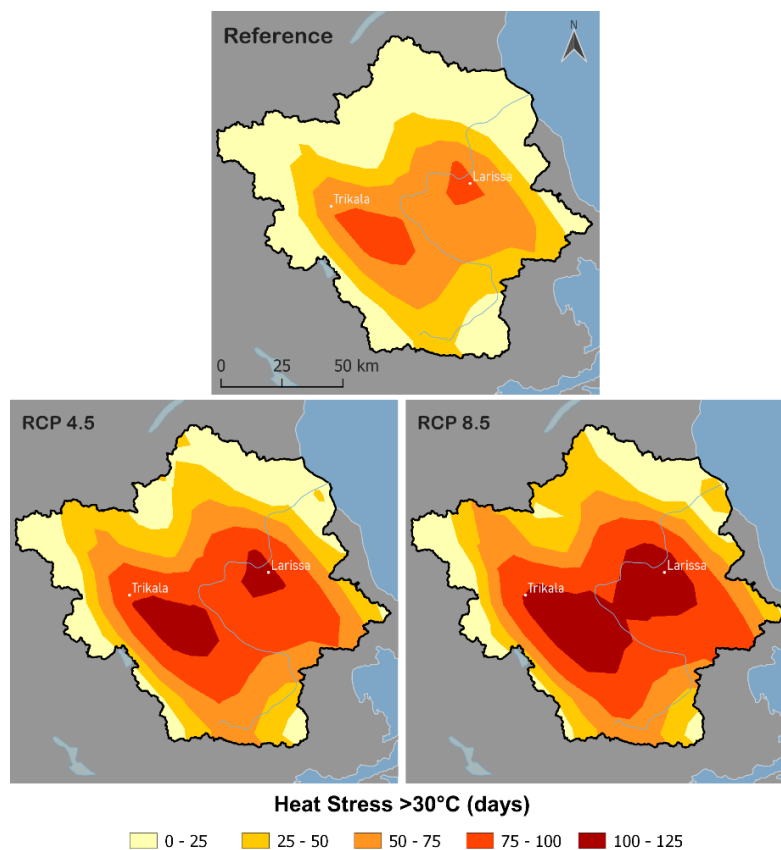 Reference
N
Larissa
Trikala
0 25 50 km
RCP 4.5
RCP 8.5
Larissa
Larissa
Trikala
Trikala
Heat Stress >30°C (days)
0 - 25 25 - 50 50 - 75 75 - 100 100 - 125